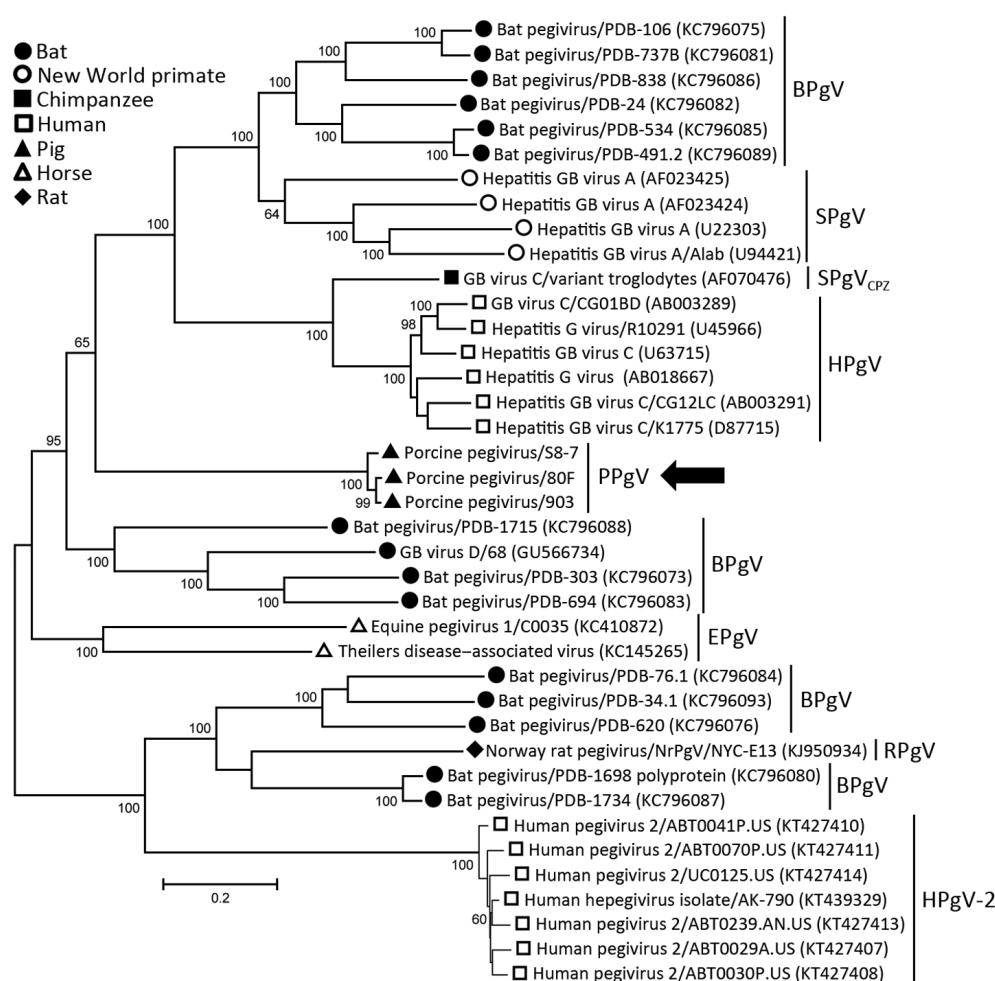 Bat
New World primate
Chimpanzee
Human
Pig
Horse
Rat
100
100
100
100
100
100
100
64
100
100
100
100
98
100
65
95
100
99
100
100
100
100
100
100
100
100
100
60
Bat pegivirus/PDB-106 (KC796075)
Bat pegivirus/PDB-737B (KC796081)
Bat pegivirus/PDB-838 (KC796086)
Bat pegivirus/PDB-24 (KC796082)
Bat pegivirus/PDB-534 (KC796085)
Bat pegivirus/PDB-491.2 (KC796089)
BPgV
Hepatitis GB virus A (AF023425)
Hepatitis GB virus A (AF023424)
Hepatitis GB virus A (U22303)
Hepatitis GB virus A/Alab (U94421)
SPgV
GB virus C/variant troglodytes (AF070476)
SPgVCPZ
GB virus C/CG01BD (AB003289)
Hepatitis G virus/R10291 (U45966)
Hepatitis GB virus C (U63715)
Hepatitis G virus (AB018667)
Hepatitis GB virus C/CG12LC (AB003291)
Hepatitis GB virus C/K1775 (D87715)
HPgV
Porcine pegivirus/S8-7
Porcine pegivirus/80F
Porcine pegivirus/903
PPgV
Bat pegivirus/PDB-1715 (KC796088)
GB virus D/68 (GU566734)
Bat pegivirus/PDB-303 (KC796073)
Bat pegivirus/PDB-694 (KC796083)
BPgV
Equine pegivirus 1/C0035 (KC410872)
Theilers disease–associated virus (KC145265)
EPgV
Bat pegivirus/PDB-76.1 (KC796084)
Bat pegivirus/PDB-34.1 (KC796093)
Bat pegivirus/PDB-620 (KC796076)
BPgV
Norway rat pegivirus/NrPgV/NYC-E13 (KJ950934)
RPgV
Bat pegivirus/PDB-1698 polyprotein (KC796080)
Bat pegivirus/PDB-1734 (KC796087)
BPgV
Human pegivirus 2/ABT0041P.US (KT427410)
Human pegivirus 2/ABT0070P.US (KT427411)
Human pegivirus 2/UC0125.US (KT427414)
Human hepegivirus isolate/AK-790 (KT439329)
Human pegivirus 2/ABT0239.AN.US (KT427413)
Human pegivirus 2/ABT0029A.US (KT427407)
Human pegivirus 2/ABT0030P.US (KT427408)
HPgV-2
0.2